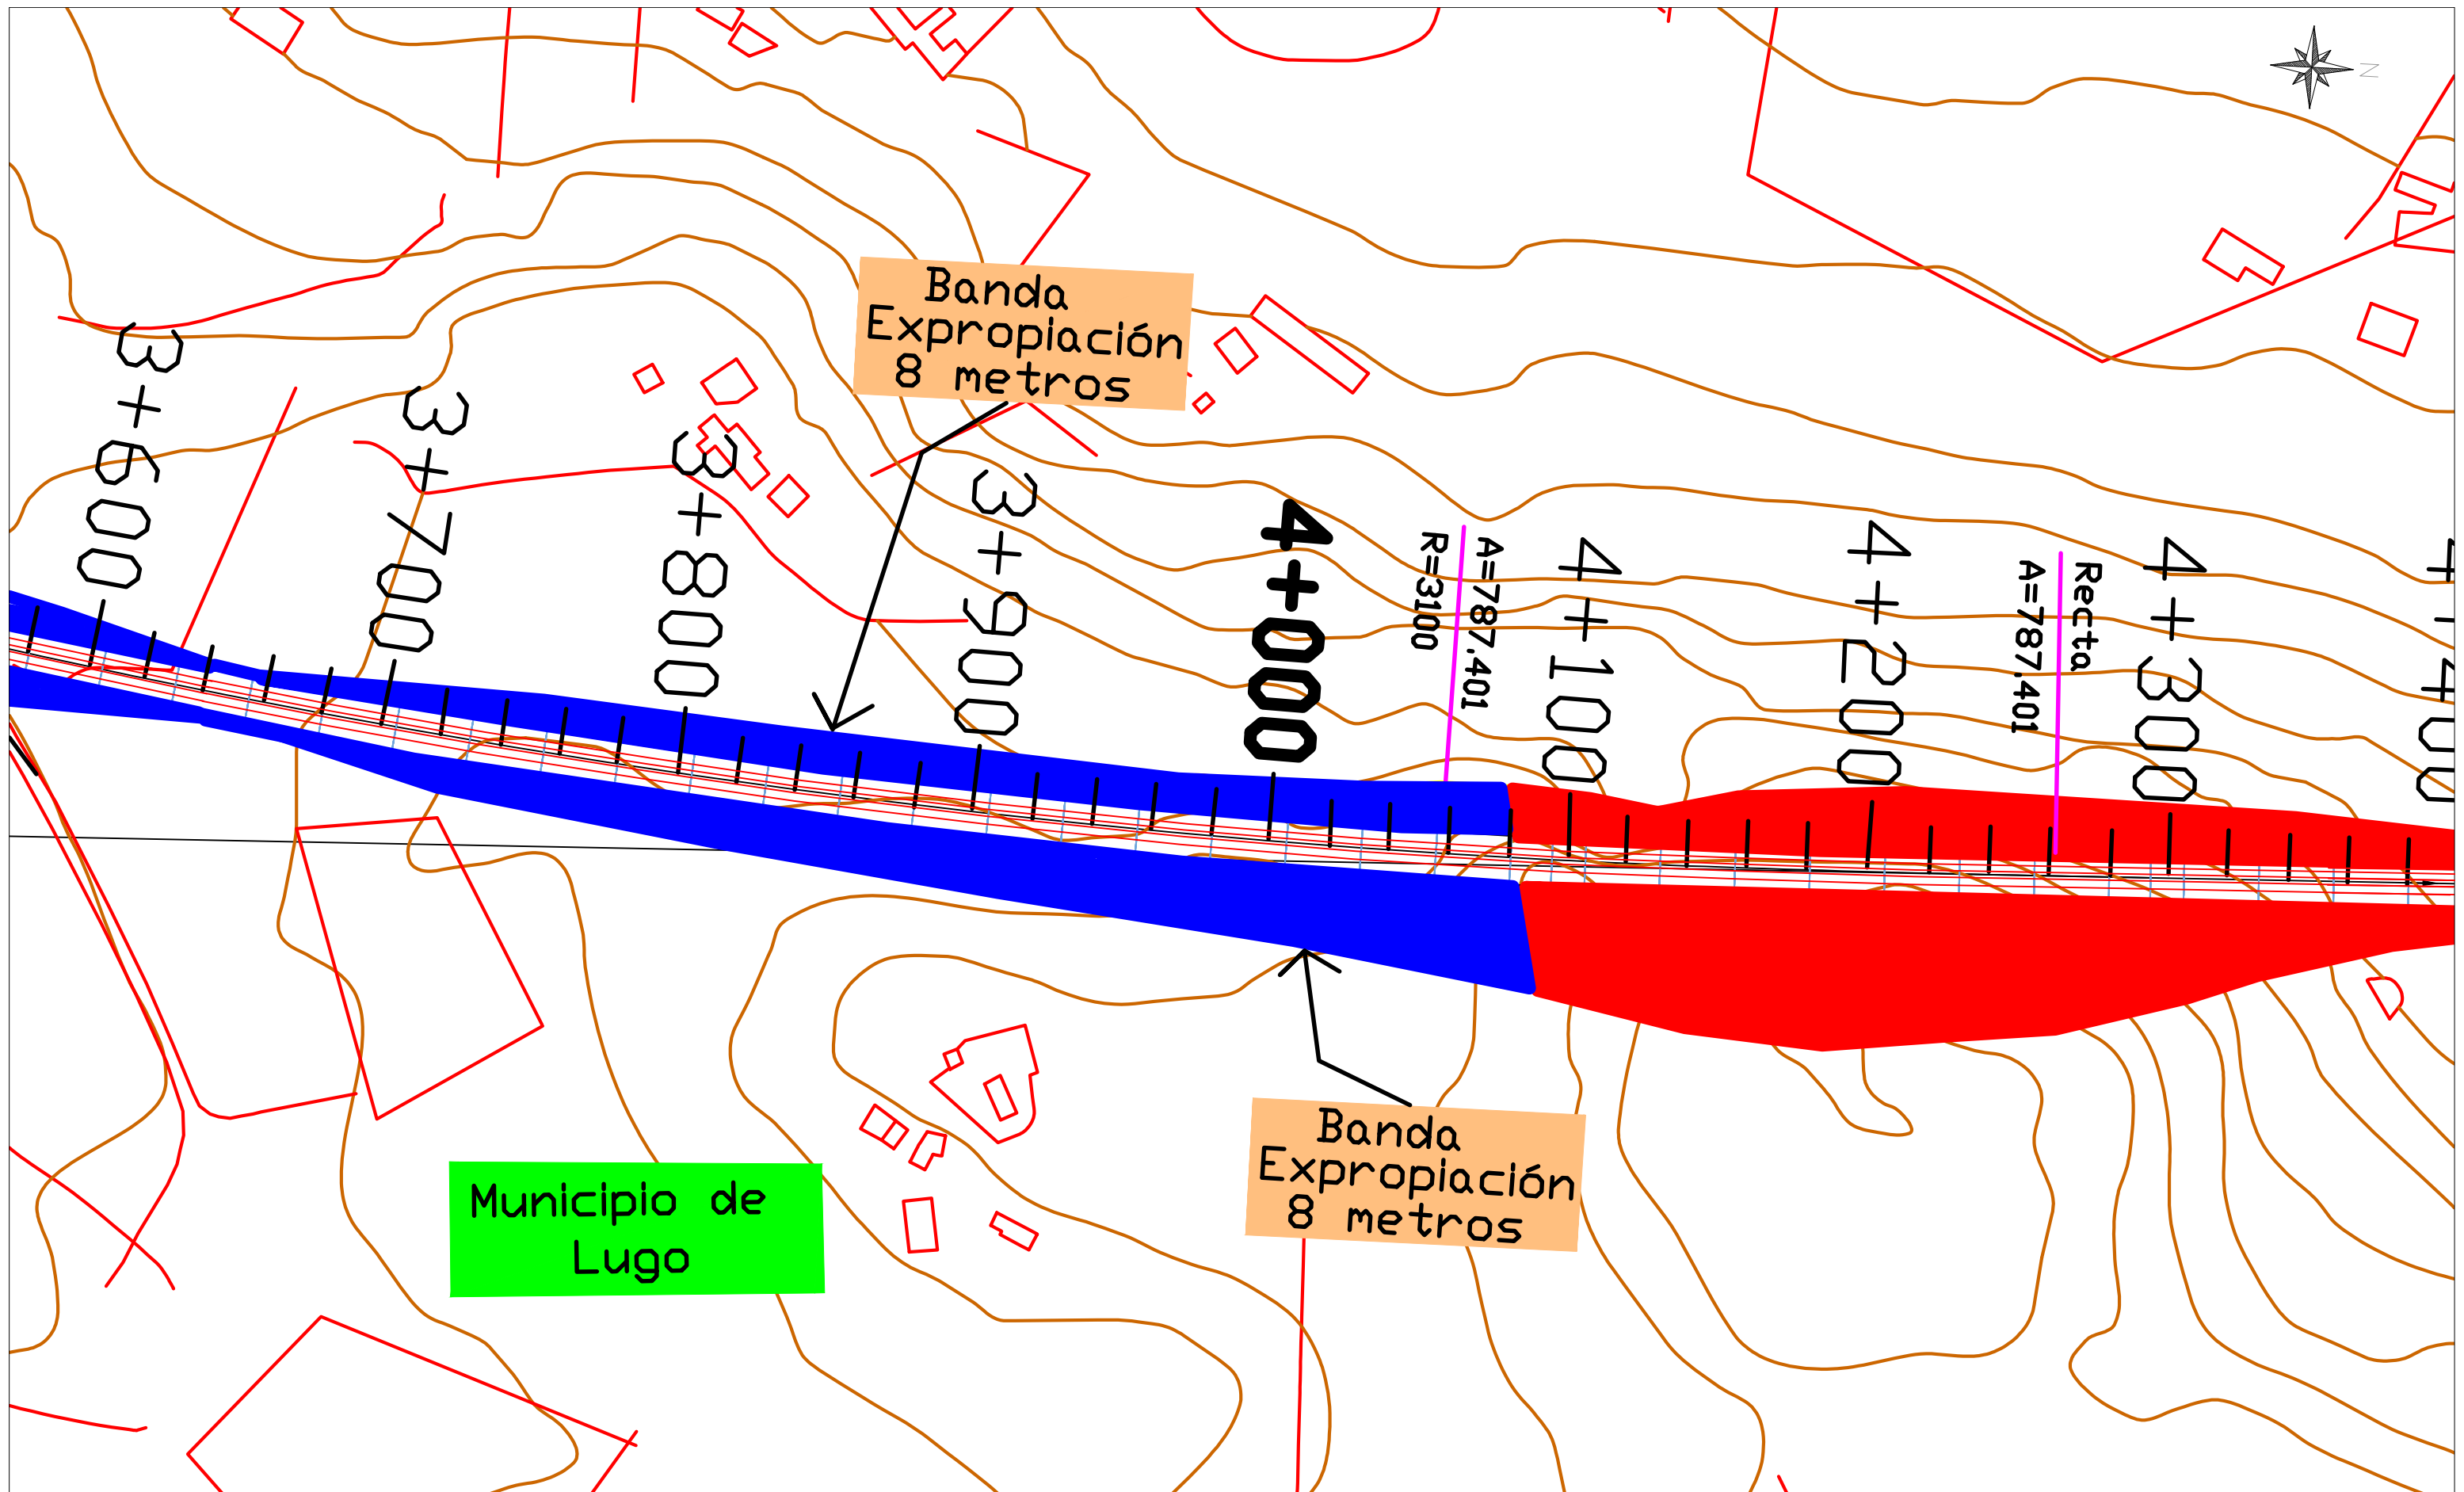 Z
Banda
Expropiación
8 metros
3+600
3+700
3+800
3+900
4+000
R=3100
A=787.401
4+100
4+200
A=787.401
Recta
4+300
Banda
Expropiación
8 metros
Municipio de
Lugo